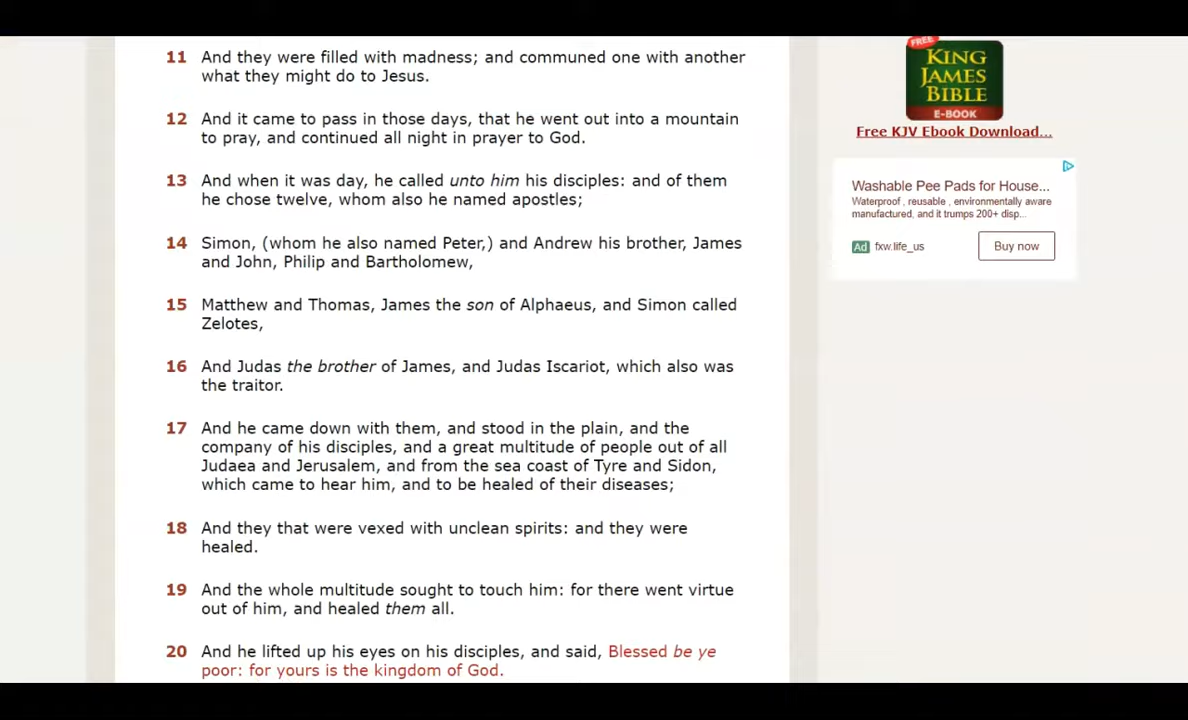 11 And they were filled with madness; and communed one with another
what they might do to Jesus.
12 And it came to pass in those days, that he went out into a mountain
to pray, and continued all night in prayer to God.
13 And when it was day, he called unto him his disciples: and of them
he chose twelve, whom also he named apostles;
14 Simon, (whom he also named Peter,) and Andrew his brother, James
and John, Philip and Bartholomew,
15 Matthew and Thomas, James the son of Alphaeus, and Simon called
Zelotes,
16 And Judas the brother of James, and Judas Iscariot, which also was
the traitor.
17 And he came down with them, and stood in the plain, and the
company of his disciples, and a great multitude of people out of all
Judaea and Jerusalem, and from the sea coast of Tyre and Sidon,
which came to hear him, and to be healed of their diseases;
18 And they that were vexed with unclean spirits: and they were
healed.
19 And the whole multitude sought to touch him: for there went virtue
out of him, and healed them all.
20 And he lifted up his eyes on his disciples, and said, Blessed be ye
poor: for yours is the kingdom of God.
FREE
KING
JAMES
BIBLE
E-BOOK
Free KJV Ebook Download...
Washable Pee Pads for House...
Waterproof , reusable , environmentally aware
manufactured, and it trumps 200+ disp...
Ad fxw.life_us
Buy now